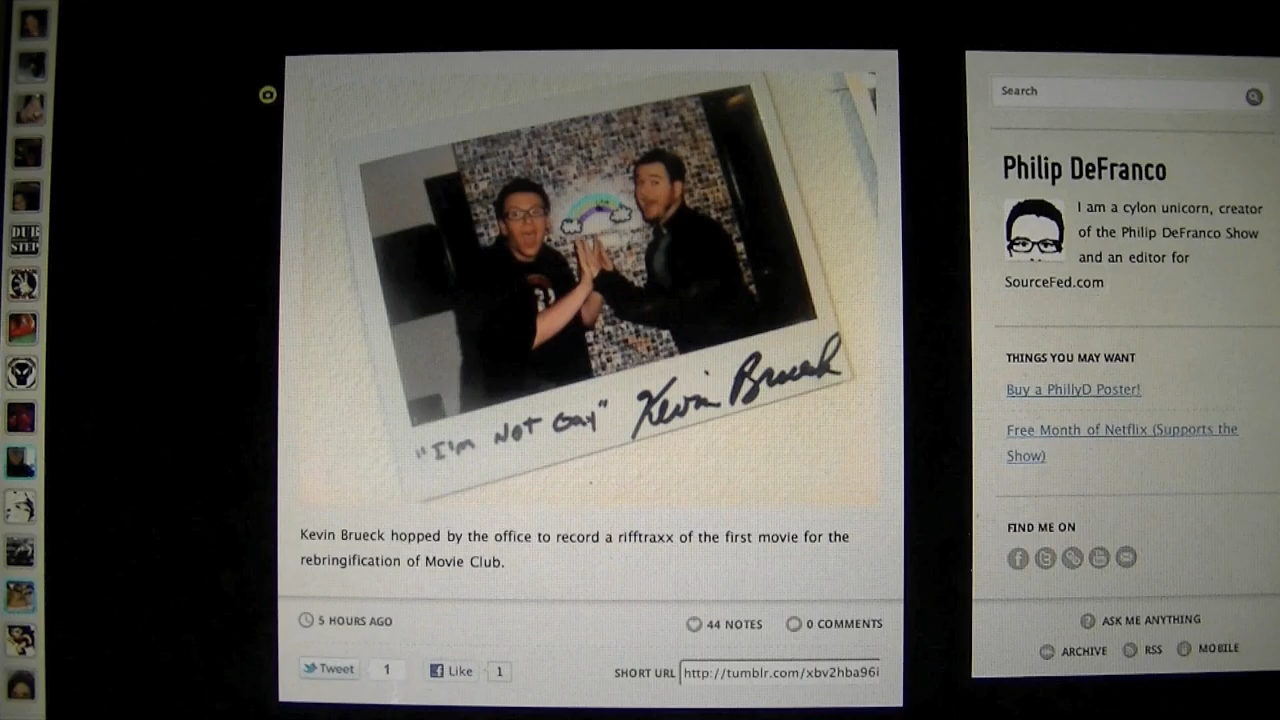 DUB
STEP
"I'm Not Gay" Kevin Brueck
Kevin Brueck hopped by the office to record a rifftraxx of the first movie for the
rebringification of Movie Club.
5 HOURS AGO
44 NOTES
0 COMMENTS
Tweet
1
Like
1
SHORT URL
http://tumblr.com/xbv2hba96i
Search
Philip DeFranco
I am a cylon unicorn, creator
of the Philip DeFranco Show
and an editor for
SourceFed.com
THINGS YOU MAY WANT
Buy a PhillyD Poster!
Free Month of Netflix (Supports the
Show)
FIND ME ON
ASK ME ANYTHING
ARCHIVE
RSS
MOBILE